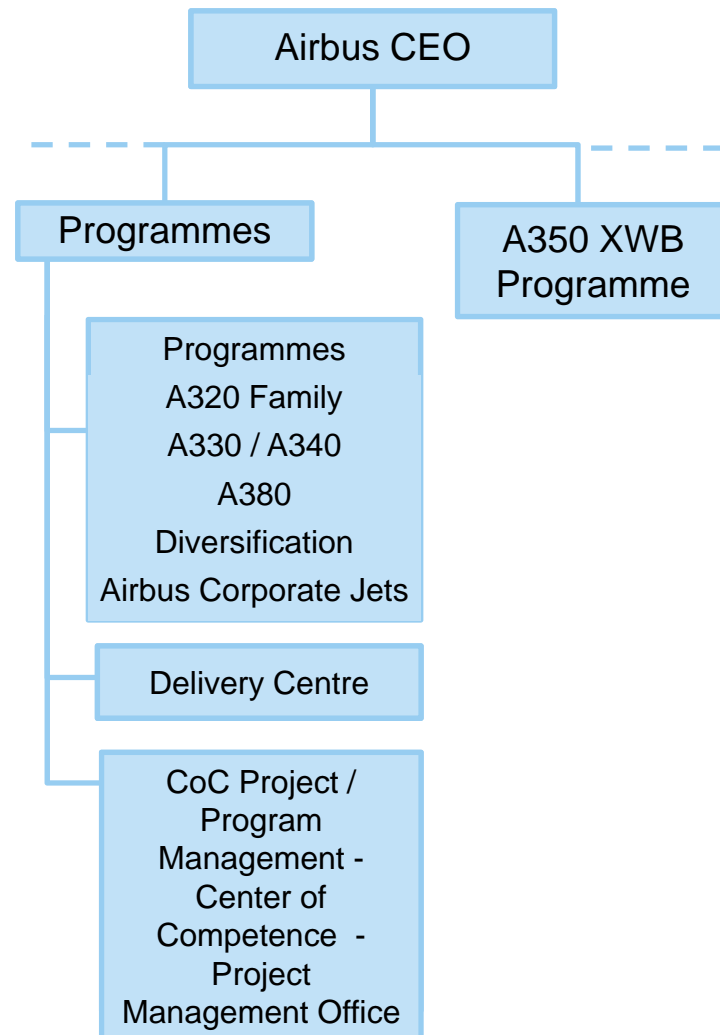 Airbus CEO
Programmes
A350 XWB
Programme
Programmes
A320 Family
A330 / A340
A380
Diversification
Airbus Corporate Jets
Delivery Centre
CoC Project /
Program
Management -
Center of
Competence  -
Project
Management Office